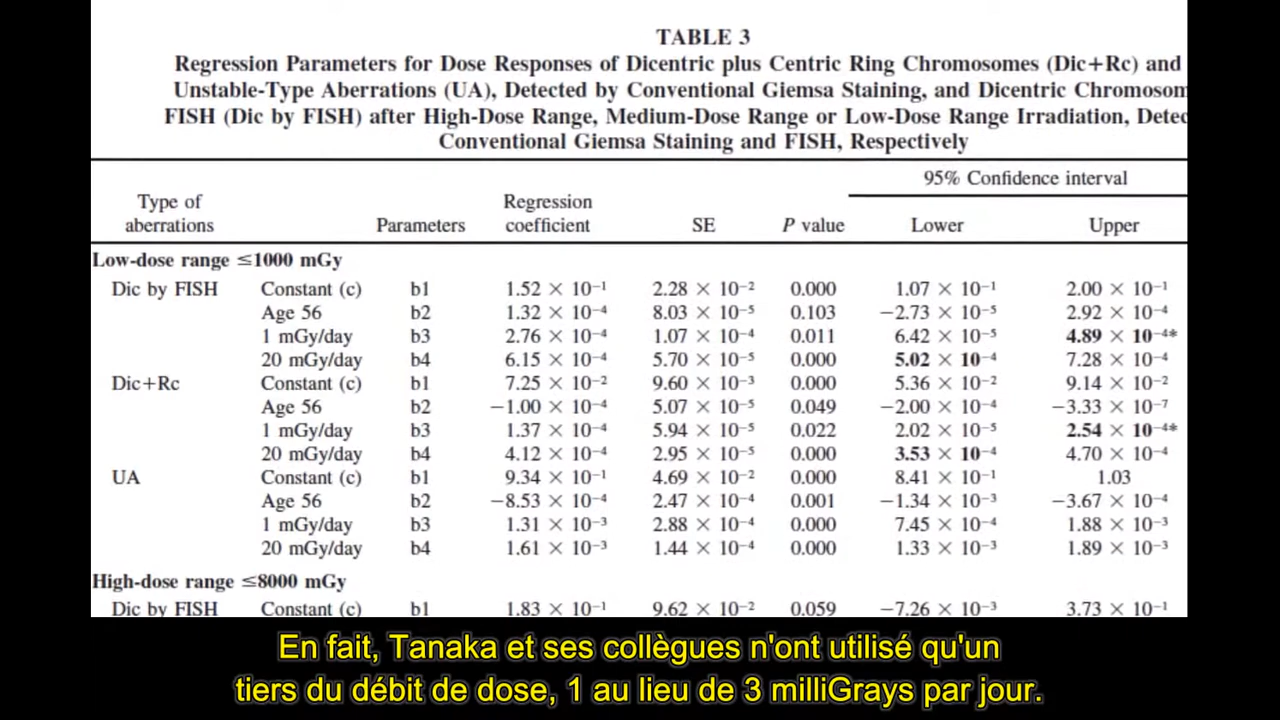 TABLE 3
Regression Parameters for Dose Responses of Dicentric plus Centric Ring Chromosomes (Dic+Rc) and
Unstable-Type Aberrations (UA), Detected by Conventional Giemsa Staining, and Dicentric
FISH (Dic by FISH) after High-Dose Range, Medium-Dose Range or Low-Dose Range Irradiation,
Conventional Giemsa Staining and FISH, Respectively
95% Confidence interval
Type of aberrations Parameters Regression coefficient SE P value Lower Upper
Low-dose range ≤1000 mGy
Dic by FISH Constant (c) b1 1.52 × 10⁻¹ 2.28 × 10⁻² 0.000 1.07 × 10⁻¹ 2.00 × 10⁻¹
Age 56 b2 1.32 × 10⁻⁴ 8.03 × 10⁻⁵ 0.103 −2.73 × 10⁻⁵ 2.92 × 10⁻⁴
1 mGy/day b3 2.76 × 10⁻⁴ 1.07 × 10⁻⁴ 0.011 6.42 × 10⁻⁵ 4.89 × 10⁻⁴*
20 mGy/day b4 6.15 × 10⁻⁴ 5.70 × 10⁻⁵ 0.000 5.02 × 10⁻⁴ 7.28 × 10⁻⁴
Dic+Rc Constant (c) b1 7.25 × 10⁻² 9.60 × 10⁻³ 0.000 5.36 × 10⁻² 9.14 × 10⁻²
Age 56 b2 −1.00 × 10⁻⁴ 5.07 × 10⁻⁵ 0.049 −2.00 × 10⁻⁴ −3.33 × 10⁻⁷
1 mGy/day b3 1.37 × 10⁻⁴ 5.94 × 10⁻⁵ 0.022 2.02 × 10⁻⁵ 2.54 × 10⁻⁴*
20 mGy/day b4 4.12 × 10⁻⁴ 2.95 × 10⁻⁵ 0.000 3.53 × 10⁻⁴ 4.70 × 10⁻⁴
UA Constant (c) b1 9.34 × 10⁻¹ 4.69 × 10⁻² 0.000 8.41 × 10⁻¹ 1.03
Age 56 b2 −8.53 × 10⁻⁴ 2.47 × 10⁻⁴ 0.001 −1.34 × 10⁻³ −3.67 × 10⁻⁴
1 mGy/day b3 1.31 × 10⁻³ 2.88 × 10⁻⁴ 0.000 7.45 × 10⁻⁴ 1.88 × 10⁻³
20 mGy/day b4 1.61 × 10⁻³ 1.44 × 10⁻⁴ 0.000 1.33 × 10⁻³ 1.89 × 10⁻³
High-dose range ≤8000 mGy
Dic by FISH Constant (c) b1 1.83 × 10⁻¹ 9.62 × 10⁻² 0.059 −7.26 × 10⁻³ 3.73 × 10⁻¹
En fait, Tanaka et ses collègues n'ont utilisé qu'un
tiers du débit de dose, 1 au lieu de 3 milliGrays par jour.